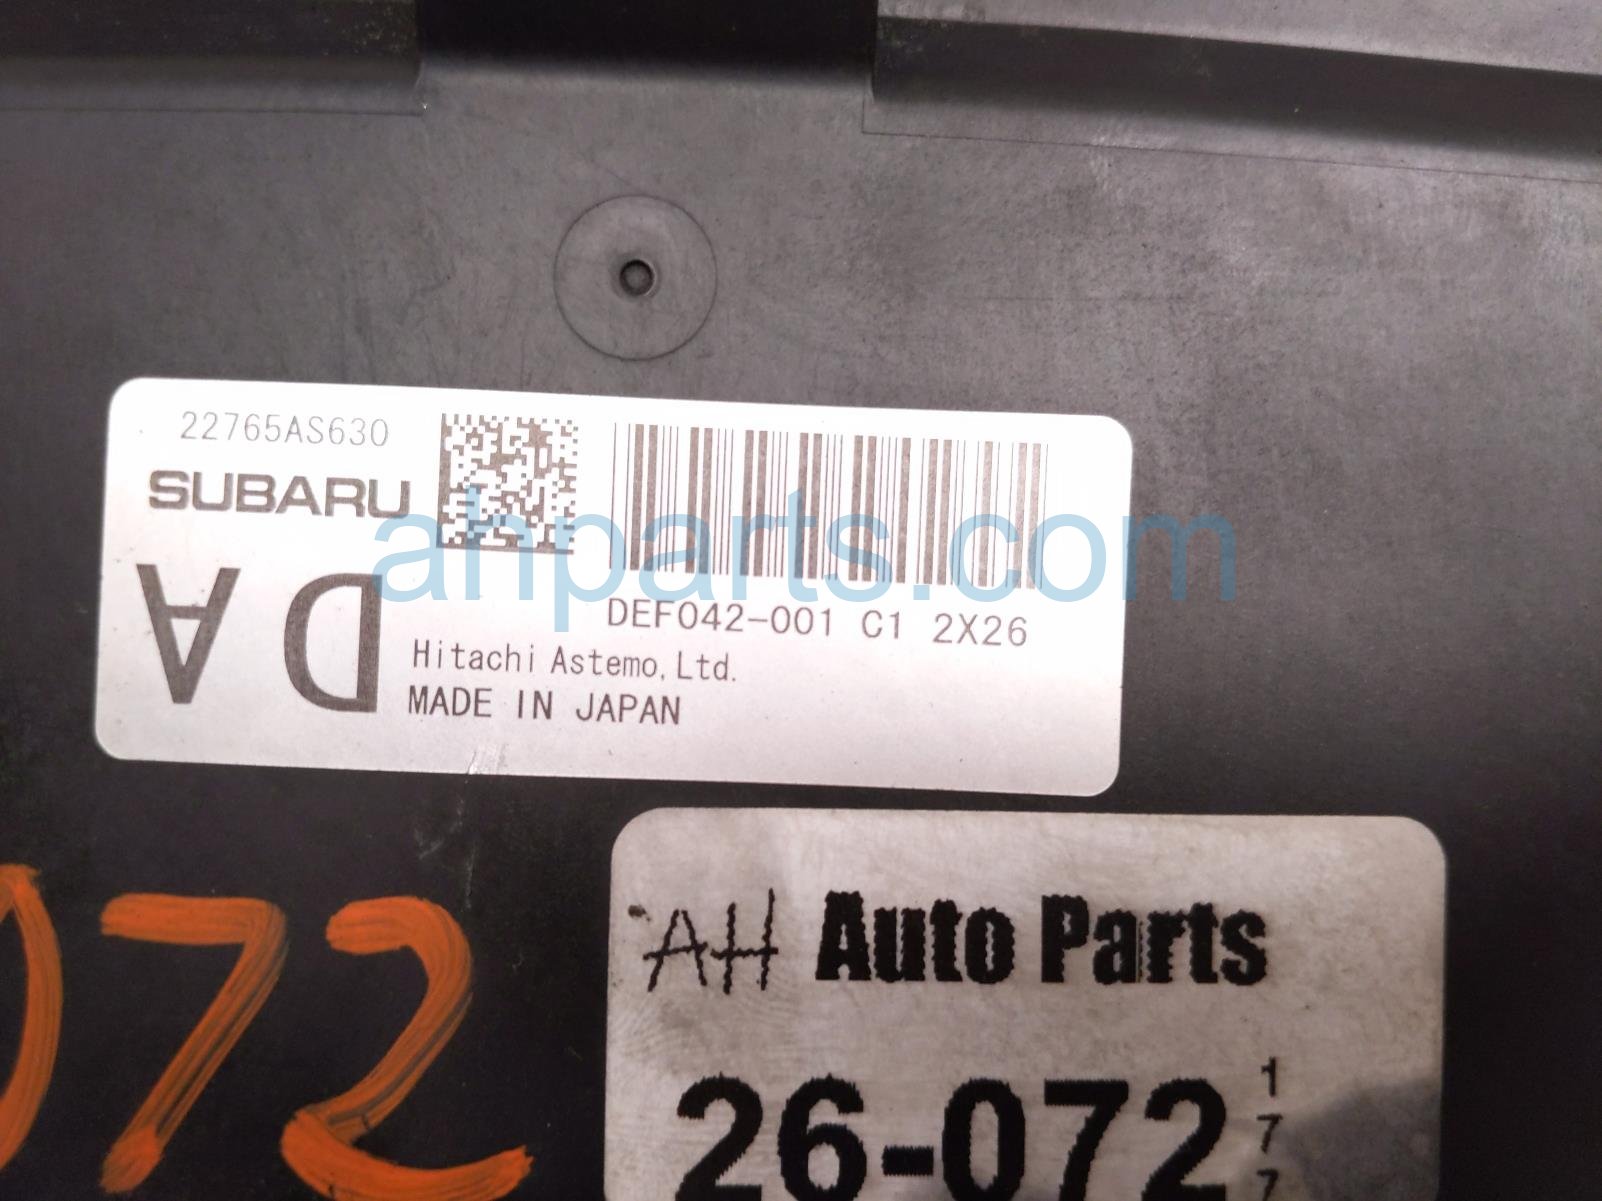 22765AS630
SUBARU
DA
DEF042-001 C1 2X26
Hitachi Astemo, Ltd.
MADE IN JAPAN
ahparts.com
072
AH Auto Parts
26-072
177